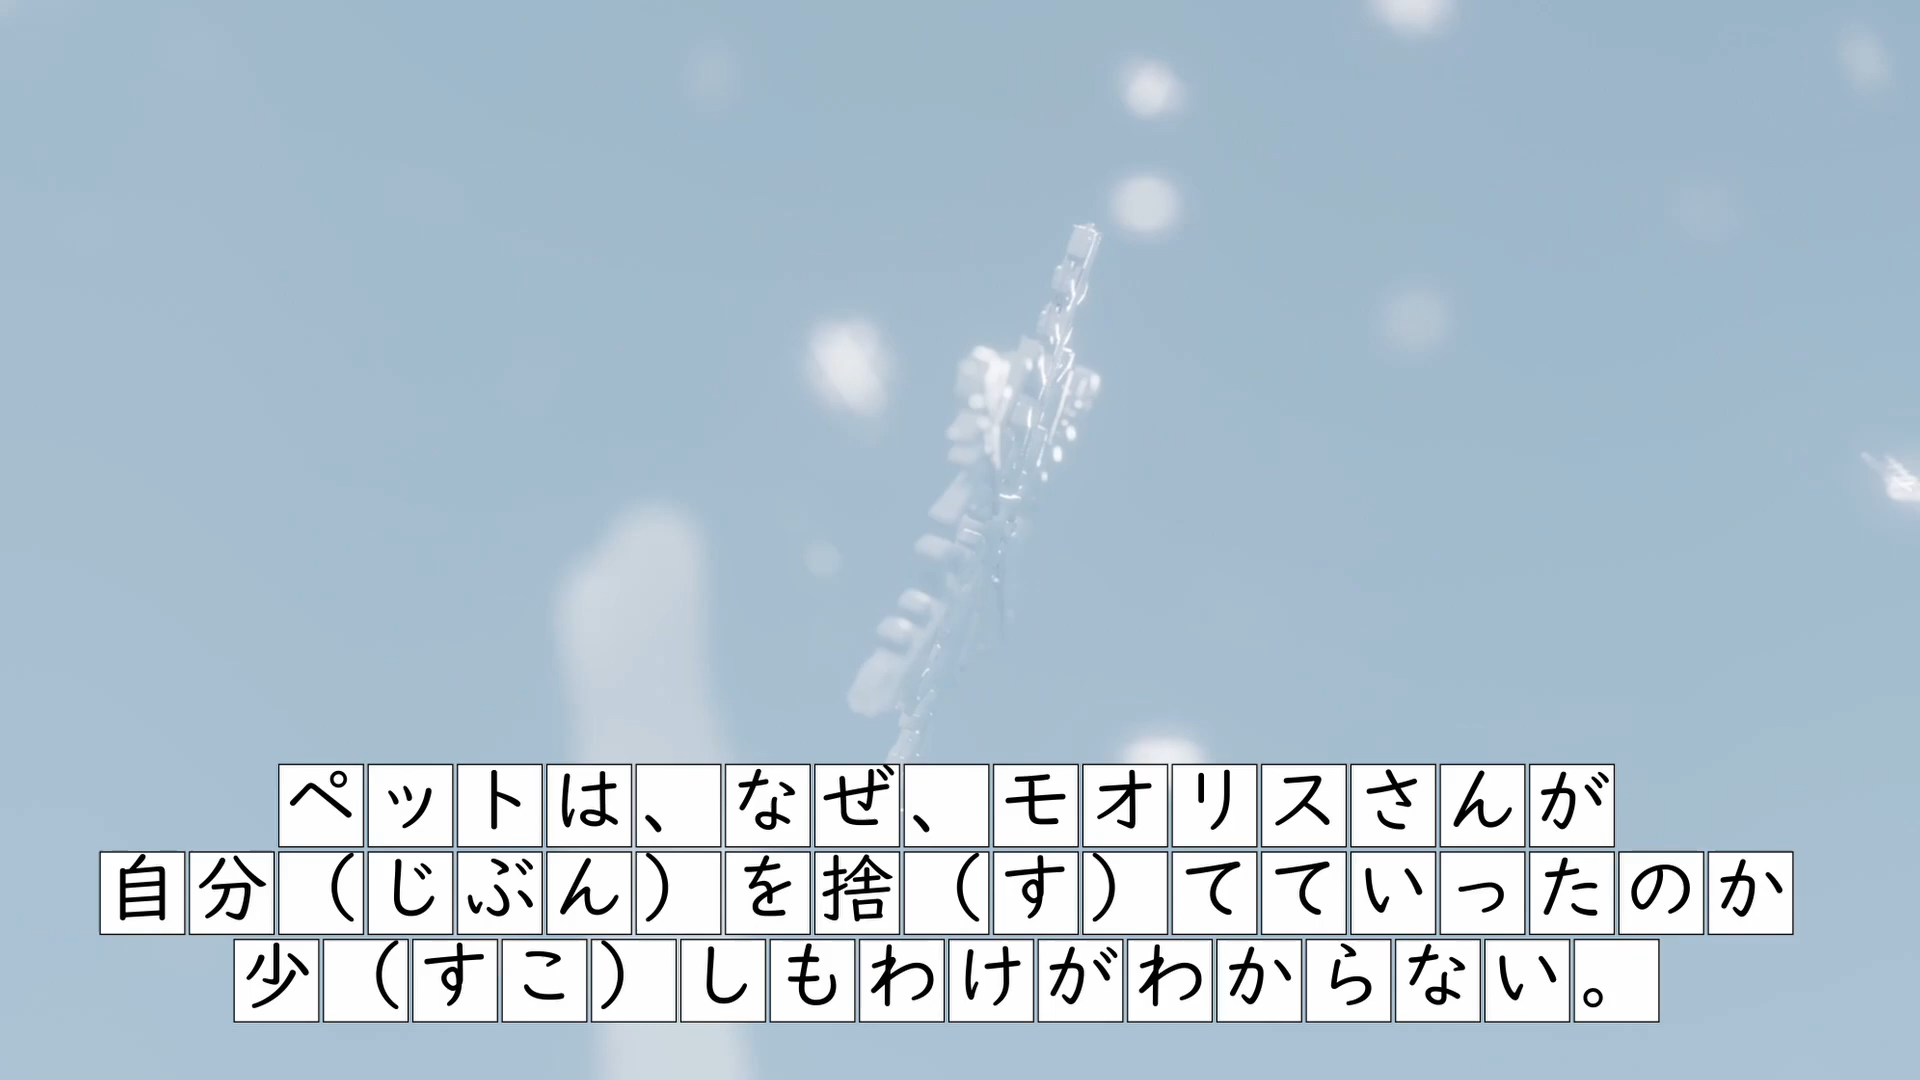 ペットは、なぜ、モオリスさんが
自分（じぶん）を捨（す）てていったのか
少（すこ）しもわけがわからない。